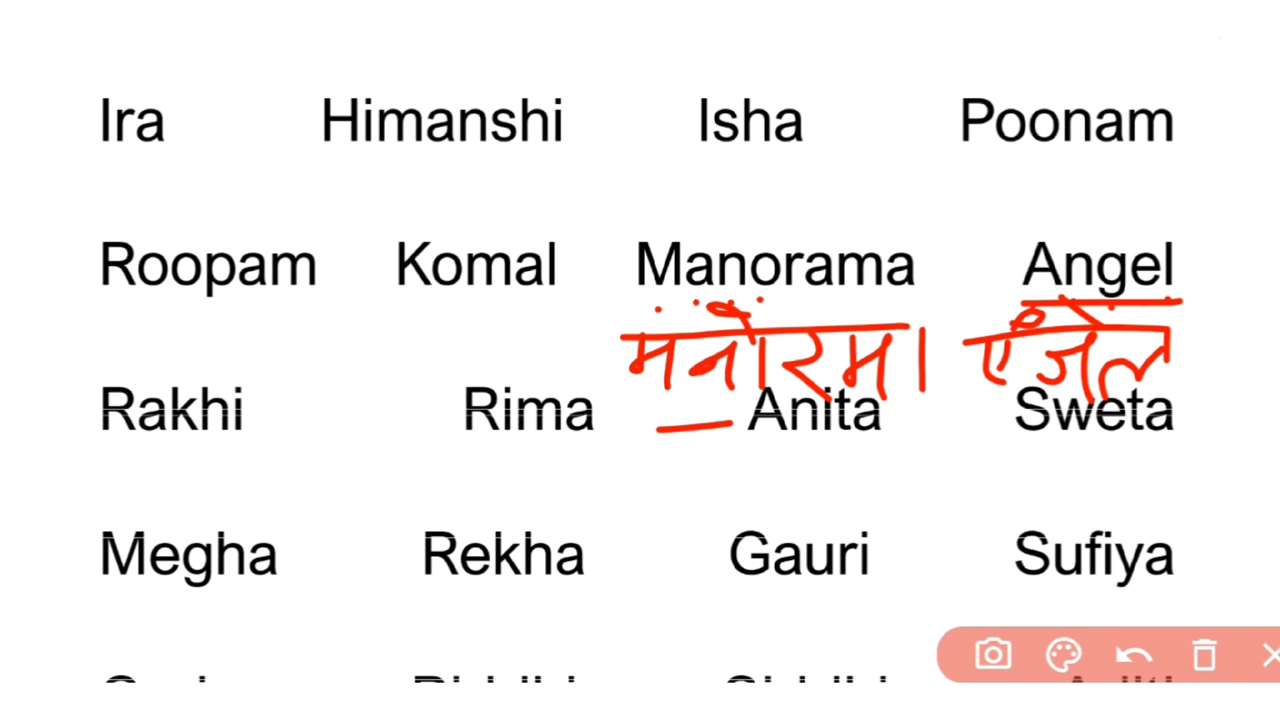 Ira Himanshi Isha Poonam
Roopam Komal Manorama Angel
मनोरमा एंजेल
Rakhi Rima Anita Sweta
Megha Rekha Gauri Sufiya